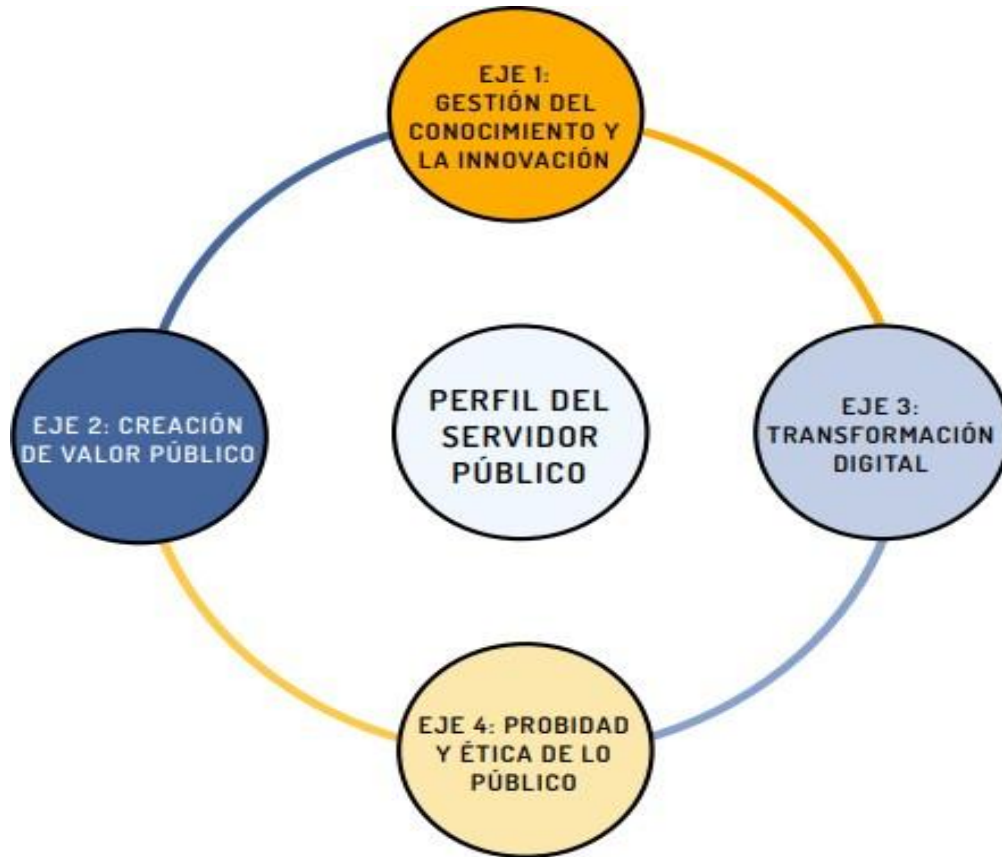 EJE 1:
GESTIÓN DEL
CONOCIMIENTO Y
LA INNOVACIÓN
EJE 2: CREACIÓN
DE VALOR PÚBLICO
PERFIL DEL
SERVIDOR
PÚBLICO
EJE 3:
TRANSFORMACIÓN
DIGITAL
EJE 4: PROBIDAD
Y ÉTICA DE LO
PÚBLICO